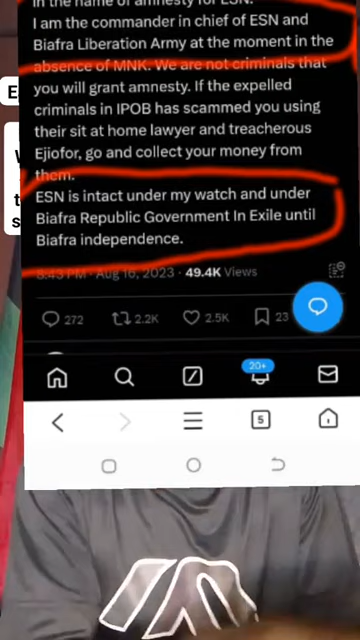 in the name of amnesty for ESN.
I am the commander in chief of ESN and
Biafra Liberation Army at the moment in the
absence of MNK. We are not criminals that
you will grant amnesty. If the expelled
criminals in IPOB has scammed you using
their sit at home lawyer and treacherous
Ejiofor, go and collect your money from
them.
ESN is intact under my watch and under
Biafra Republic Government In Exile until
Biafra independence.
8:43 PM · Aug 16, 2023 · 49.4K Views
272 2.2K 2.5K 23
20+
5